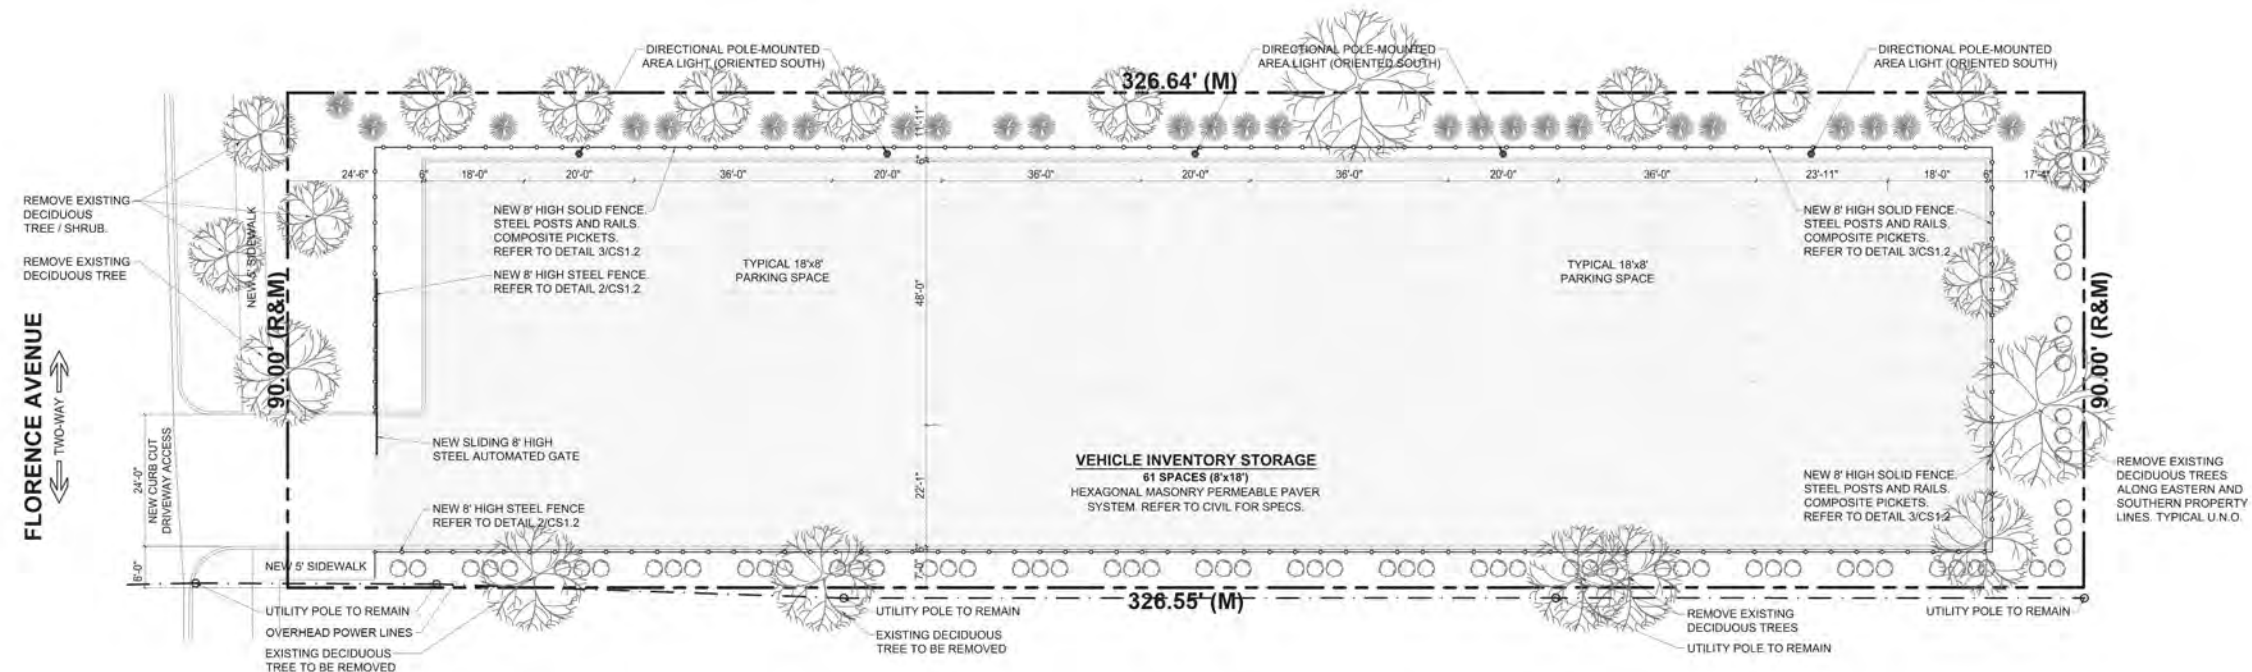 DIRECTIONAL POLE-MOUNTED
AREA LIGHT (ORIENTED SOUTH)
DIRECTIONAL POLE-MOUNTED
AREA LIGHT (ORIENTED SOUTH)
DIRECTIONAL POLE-MOUNTED
AREA LIGHT (ORIENTED SOUTH)
326.64' (M)
11'-11"
6"
24'-6"
6"
18'-0"
20'-0"
36'-0"
20'-0"
36'-0"
20'-0"
36'-0"
20'-0"
36'-0"
23'-11"
18'-0"
6"
17'-4"
REMOVE EXISTING
DECIDUOUS
TREE / SHRUB.
REMOVE EXISTING
DECIDUOUS TREE
NEW 5' SIDEWALK
90.00' (R&M)
FLORENCE AVENUE
TWO-WAY
NEW 8' HIGH SOLID FENCE.
STEEL POSTS AND RAILS.
COMPOSITE PICKETS.
REFER TO DETAIL 3/CS1.2
NEW 8' HIGH STEEL FENCE.
REFER TO DETAIL 2/CS1.2
TYPICAL 18'x8'
PARKING SPACE
48'-0"
TYPICAL 18'x8'
PARKING SPACE
NEW 8' HIGH SOLID FENCE.
STEEL POSTS AND RAILS.
COMPOSITE PICKETS.
REFER TO DETAIL 3/CS1.2
90.00' (R&M)
24'-0"
NEW CURB CUT
DRIVEWAY ACCESS
NEW SLIDING 8' HIGH
STEEL AUTOMATED GATE
22'-1"
VEHICLE INVENTORY STORAGE
61 SPACES (8'x18')
HEXAGONAL MASONRY PERMEABLE PAVER
SYSTEM. REFER TO CIVIL FOR SPECS.
NEW 8' HIGH SOLID FENCE.
STEEL POSTS AND RAILS.
COMPOSITE PICKETS.
REFER TO DETAIL 3/CS1.2
REMOVE EXISTING
DECIDUOUS TREES
ALONG EASTERN AND
SOUTHERN PROPERTY
LINES. TYPICAL U.N.O.
NEW 8' HIGH STEEL FENCE
REFER TO DETAIL 2/CS1.2
6'-0"
NEW 5' SIDEWALK
6"
7'-0"
326.55' (M)
UTILITY POLE TO REMAIN
OVERHEAD POWER LINES
EXISTING DECIDUOUS
TREE TO BE REMOVED
UTILITY POLE TO REMAIN
EXISTING DECIDUOUS
TREE TO BE REMOVED
REMOVE EXISTING
DECIDUOUS TREES
UTILITY POLE TO REMAIN
UTILITY POLE TO REMAIN